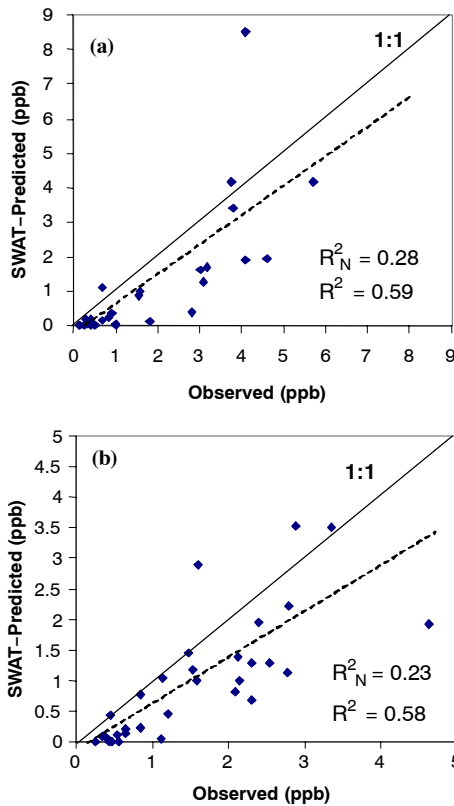 (a)
1:1
9
8
7
6
5
4
3
2
1
0
SWAT-Predicted (ppb)
R²N = 0.28
R² = 0.59
0 1 2 3 4 5 6 7 8 9
Observed (ppb)
(b)
1:1
5
4.5
4
3.5
3
2.5
2
1.5
1
0.5
0
SWAT-Predicted (ppb)
R²N = 0.23
R² = 0.58
0 1 2 3 4 5
Observed (ppb)